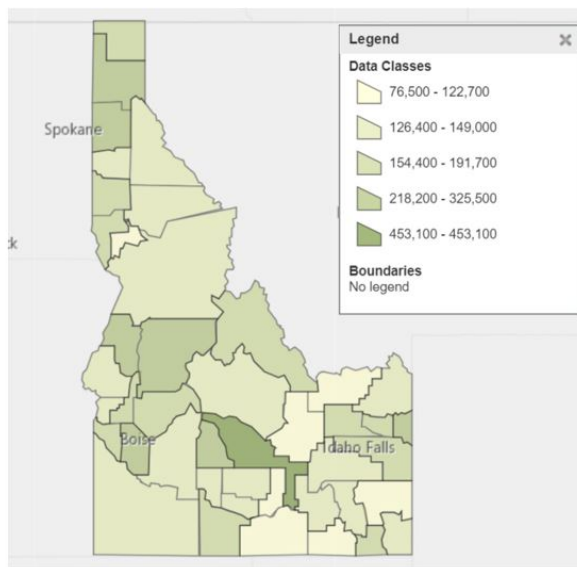 Legend
Data Classes
76,500 - 122,700
126,400 - 149,000
154,400 - 191,700
218,200 - 325,500
453,100 - 453,100
Boundaries
No legend
Spokane
ck
Boise
Idaho Falls